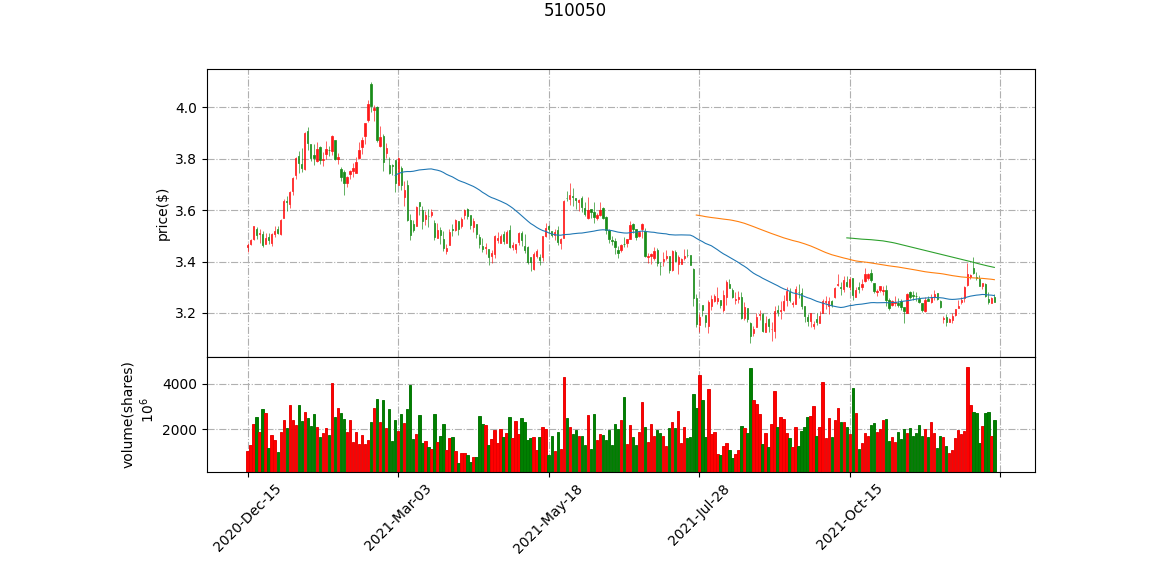 510050
price($)
4.0
3.8
3.6
3.4
3.2
volume(shares)
10^6
4000
2000
2020-Dec-15
2021-Mar-03
2021-May-18
2021-Jul-28
2021-Oct-15